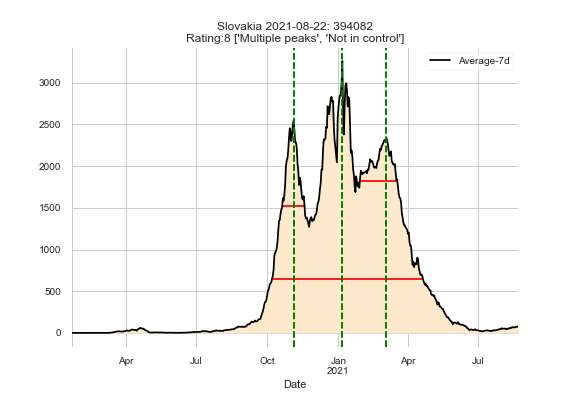 Slovakia 2021-08-22: 394082
Rating:8 ['Multiple peaks', 'Not in control']
Average-7d
3000
2500
2000
1500
1000
500
0
Apr
Jul
Oct
Jan
2021
Apr
Jul
Date